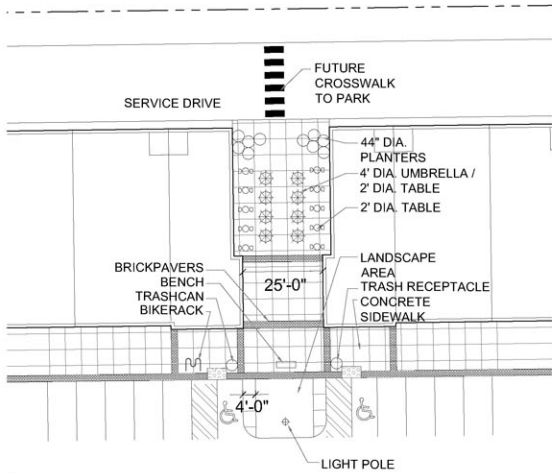 FUTURE
CROSSWALK
TO PARK
SERVICE DRIVE
44" DIA.
PLANTERS
4' DIA. UMBRELLA /
2' DIA. TABLE
2' DIA. TABLE
BRICKPAVERS
BENCH
TRASHCAN
BIKERACK
25'-0"
LANDSCAPE
AREA
TRASH RECEPTACLE
CONCRETE
SIDEWALK
4'-0"
LIGHT POLE